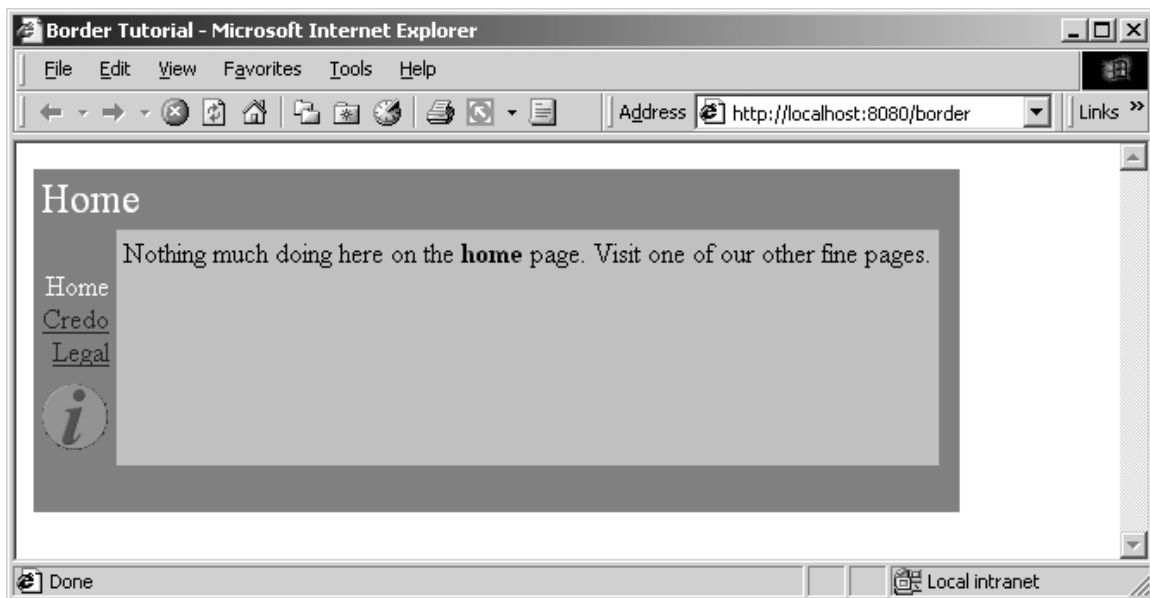 Border Tutorial - Microsoft Internet Explorer
File Edit View Favorites Tools Help
Address http://localhost:8080/border Links »
Home
Nothing much doing here on the home page. Visit one of our other fine pages.
Home
Credo
Legal
i
Done Local intranet